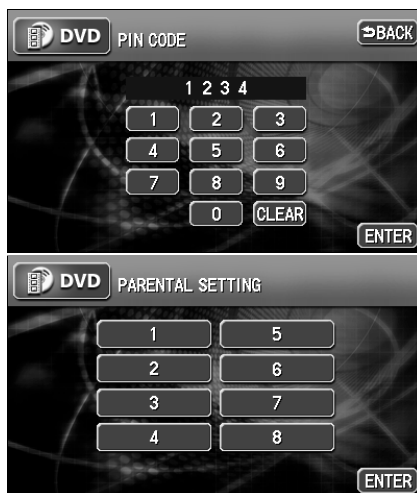 DVD PIN CODE BACK
1 2 3 4
1 2 3
4 5 6
7 8 9
0 CLEAR
ENTER
DVD PARENTAL SETTING
1 5
2 6
3 7
4 8
ENTER